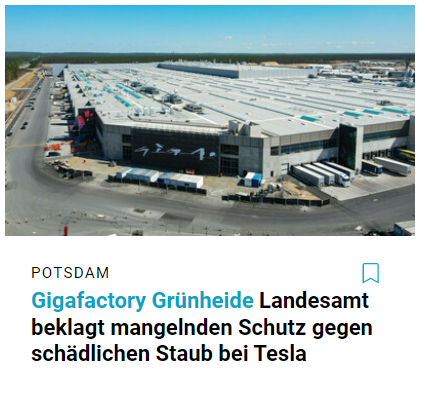 POTSDAM
Gigafactory Grünheide Landesamt
beklagt mangelnden Schutz gegen
schädlichen Staub bei Tesla